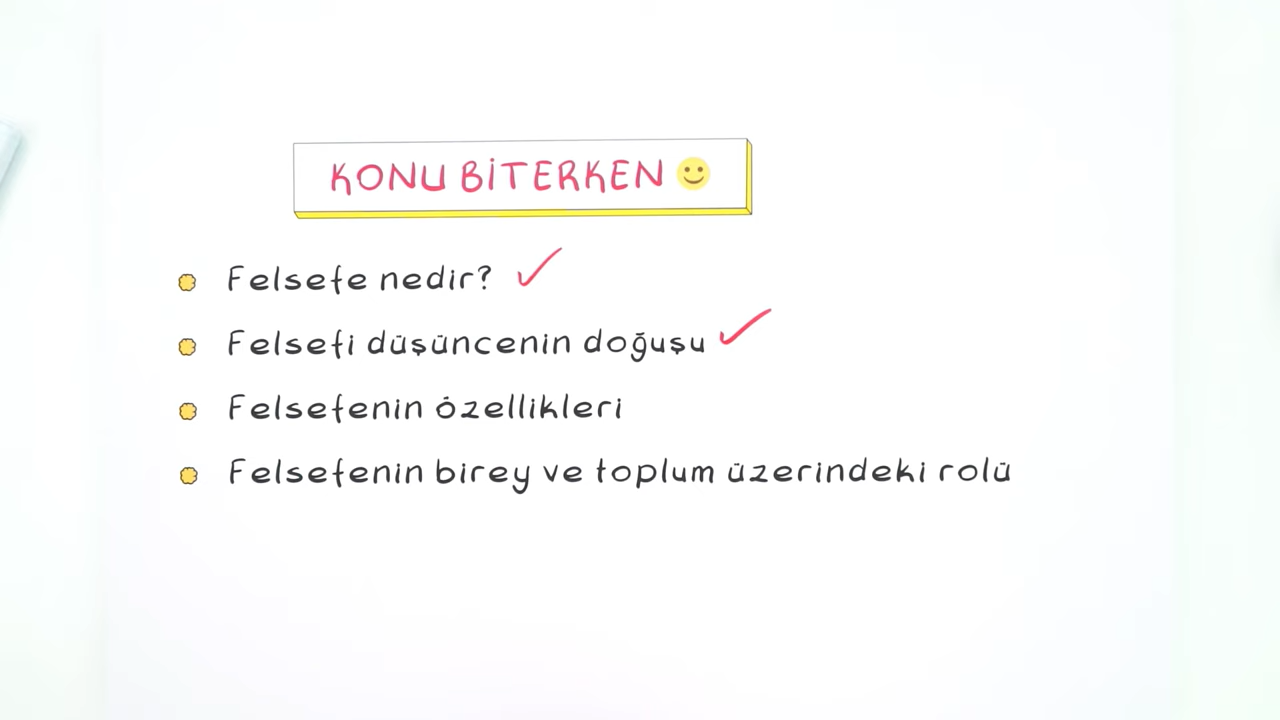 KONU BİTERKEN
Felsefe nedir?
Felsefi düşüncenin doğuşu
Felsefenin özellikleri
Felsefenin birey ve toplum üzerindeki rolü